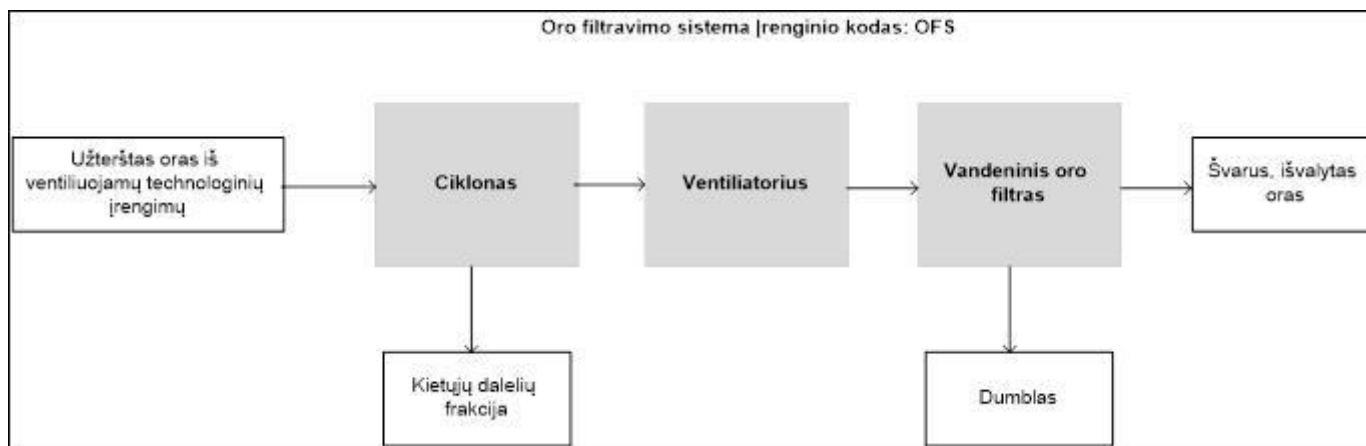 Oro filtravimo sistema Įrenginio kodas: OFS
Užterštas oras iš
ventiliuojamų technologinių
įrengimų
Ciklonas
Ventiliatorius
Vandeninis oro
filtras
Švarus, išvalytas
oras
Kietųjų dalelių
frakcija
Dumblas